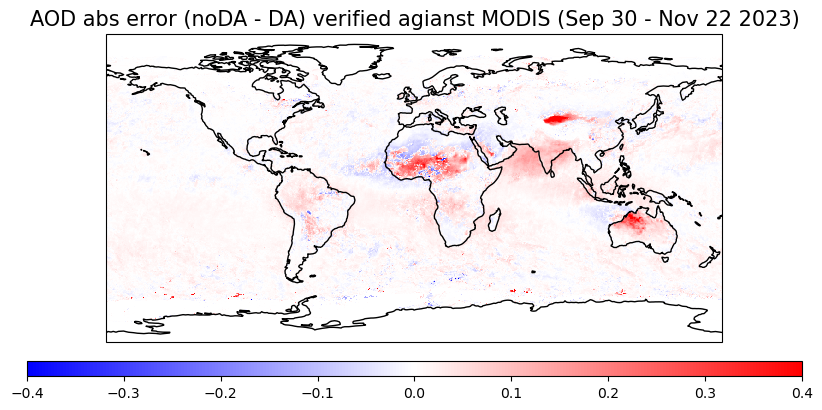 AOD abs error (noDA - DA) verified agianst MODIS (Sep 30 - Nov 22 2023)
−0.4 −0.3 −0.2 −0.1 0.0 0.1 0.2 0.3 0.4